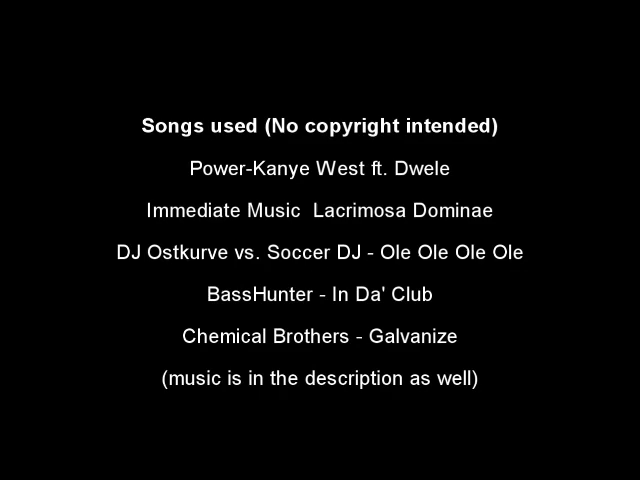 Songs used (No copyright intended)
Power-Kanye West ft. Dwele
Immediate Music  Lacrimosa Dominae
DJ Ostkurve vs. Soccer DJ - Ole Ole Ole Ole
BassHunter - In Da' Club
Chemical Brothers - Galvanize
(music is in the description as well)